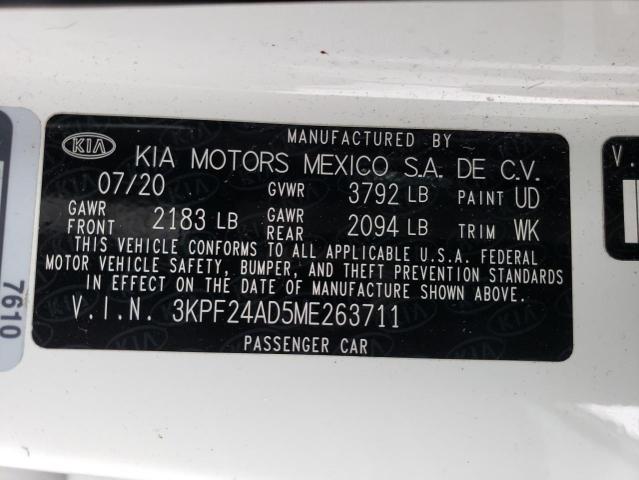 MANUFACTURED BY
KIA KIA MOTORS MEXICO S.A. DE C.V.
07/20 GVWR 3792 LB PAINT UD
GAWR FRONT 2183 LB GAWR REAR 2094 LB TRIM WK
THIS VEHICLE CONFORMS TO ALL APPLICABLE U.S.A. FEDERAL
MOTOR VEHICLE SAFETY, BUMPER, AND THEFT PREVENTION STANDARDS
IN EFFECT ON THE DATE OF MANUFACTURE SHOWN ABOVE.
V.I.N. 3KPF24AD5ME263711
PASSENGER CAR
7610
V.